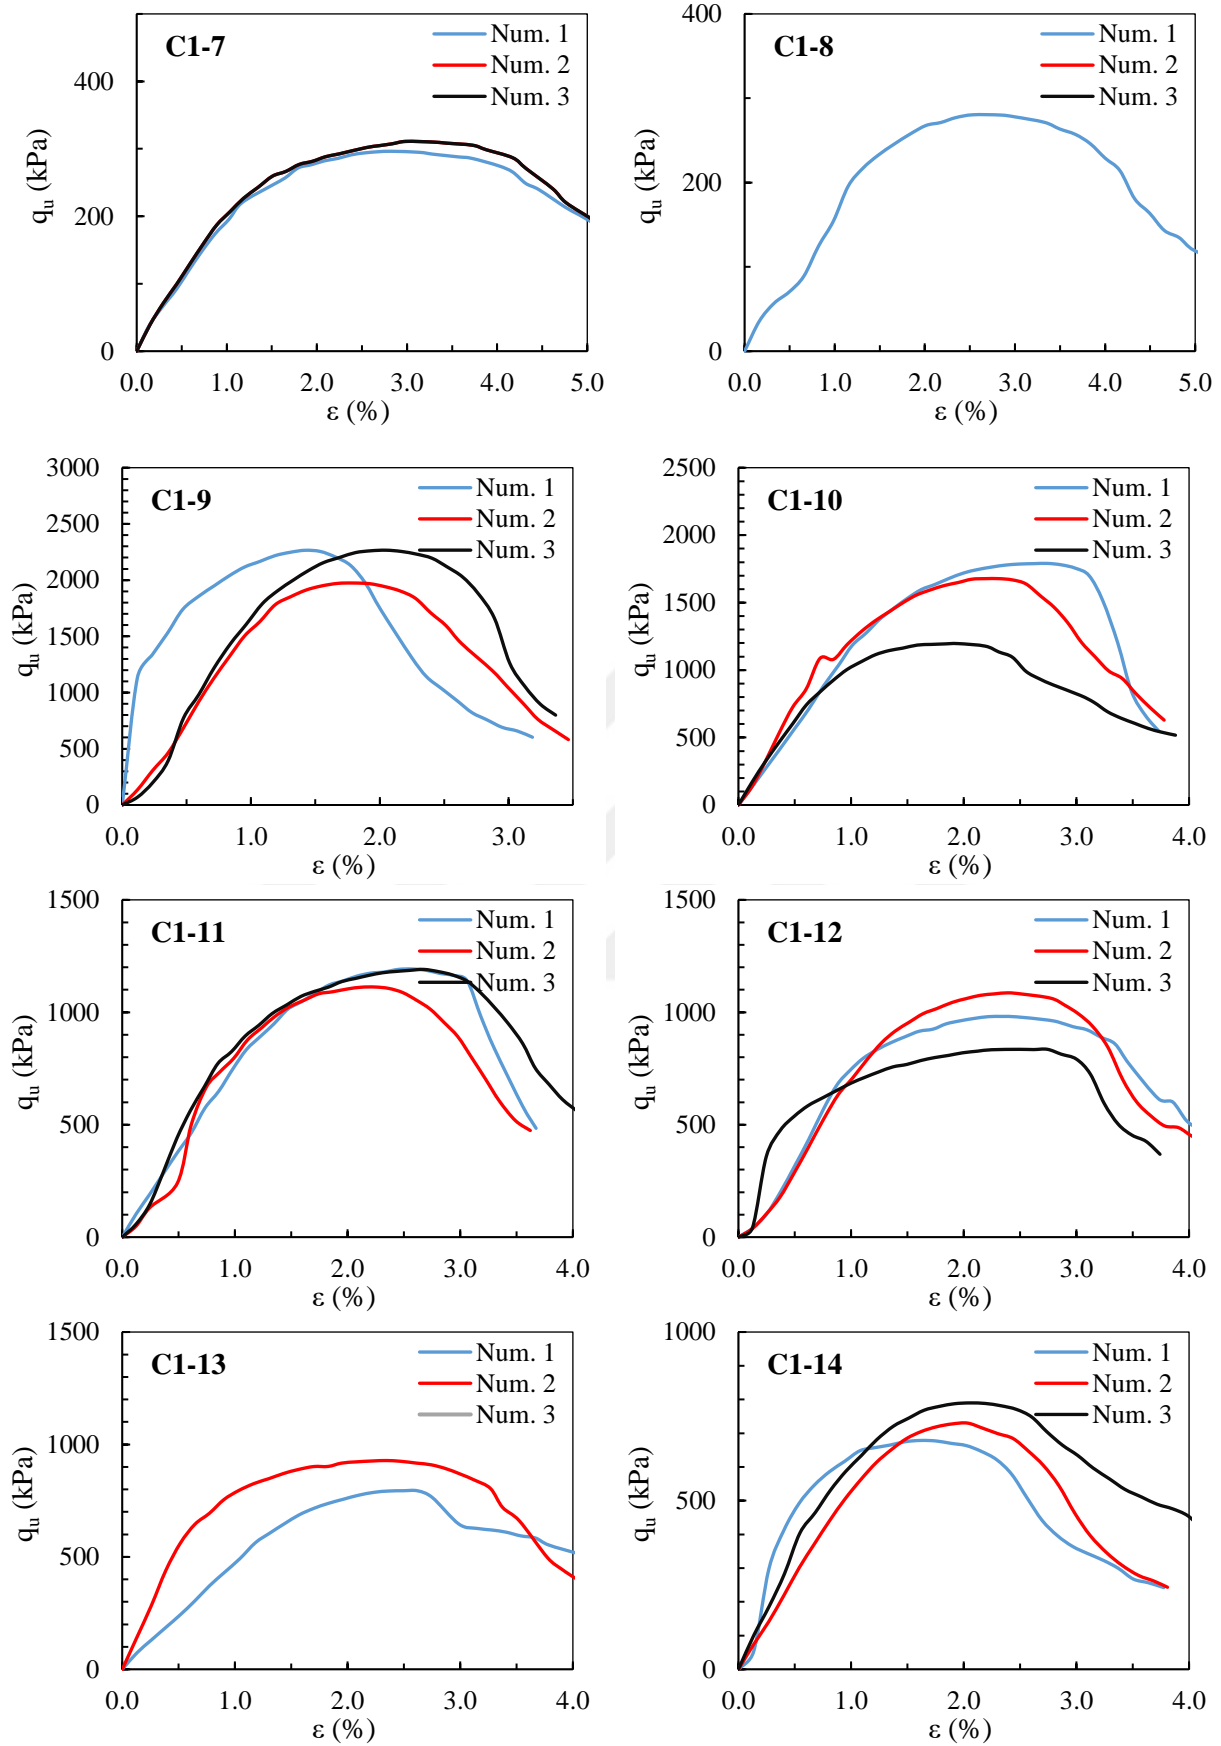 C1-7
Num. 1
Num. 2
Num. 3
400
200
0
qu (kPa)
0.0 1.0 2.0 3.0 4.0 5.0
ε (%)
C1-8
Num. 1
Num. 2
Num. 3
400
200
0
qu (kPa)
0.0 1.0 2.0 3.0 4.0 5.0
ε (%)
C1-9
Num. 1
Num. 2
Num. 3
3000
2500
2000
1500
1000
500
0
qu (kPa)
0.0 1.0 2.0 3.0
ε (%)
C1-10
Num. 1
Num. 2
Num. 3
2500
2000
1500
1000
500
0
qu (kPa)
0.0 1.0 2.0 3.0 4.0
ε (%)
C1-11
Num. 1
Num. 2
Num. 3
1500
1000
500
0
qu (kPa)
0.0 1.0 2.0 3.0 4.0
ε (%)
C1-12
Num. 1
Num. 2
Num. 3
1500
1000
500
0
qu (kPa)
0.0 1.0 2.0 3.0 4.0
ε (%)
C1-13
Num. 1
Num. 2
Num. 3
1500
1000
500
0
qu (kPa)
0.0 1.0 2.0 3.0 4.0
ε (%)
C1-14
Num. 1
Num. 2
Num. 3
1000
500
0
qu (kPa)
0.0 1.0 2.0 3.0 4.0
ε (%)